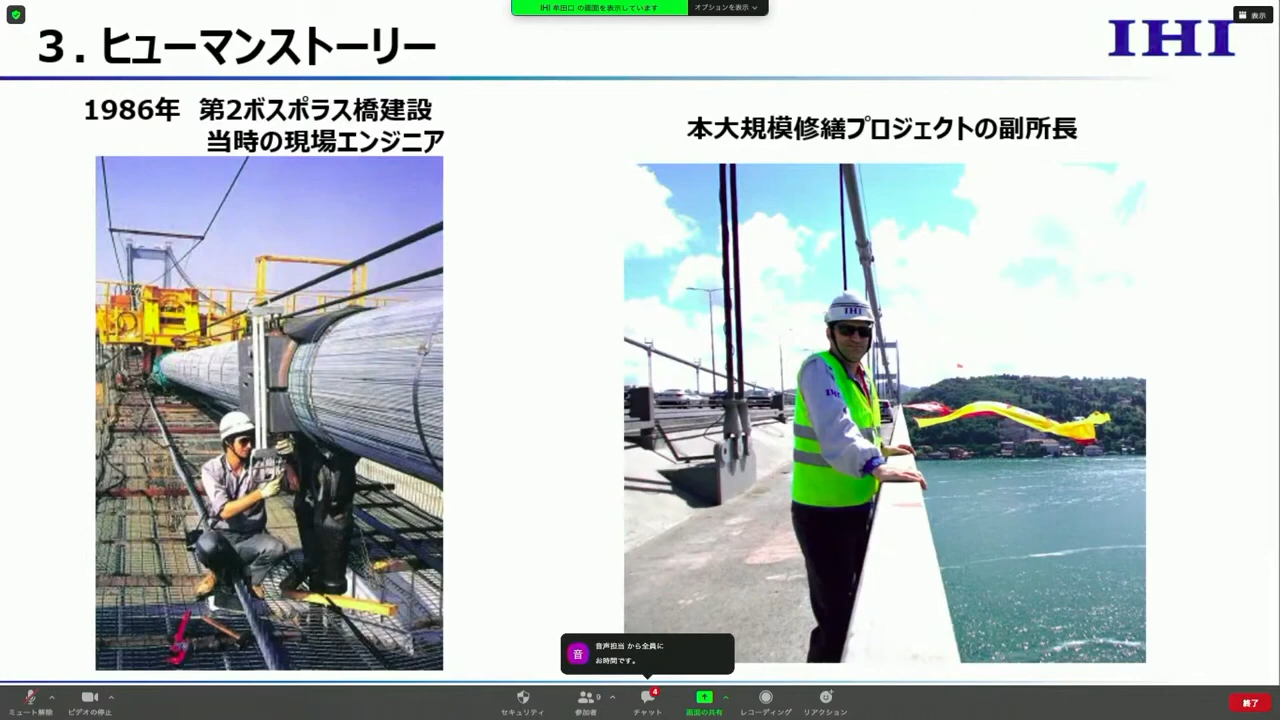 IHI 牟田口 の画面を表示しています
オプションを表示
表示
3．ヒューマンストーリー
IHI
1986年 第2ボスポラス橋建設
当時の現場エンジニア
本大規模修繕プロジェクトの副所長
IHI
IHI
音
音声担当 から全員に
お時間です。
ミュート解除
ビデオの停止
セキュリティ
9
参加者
4
チャット
画面の共有
レコーディング
リアクション
終了